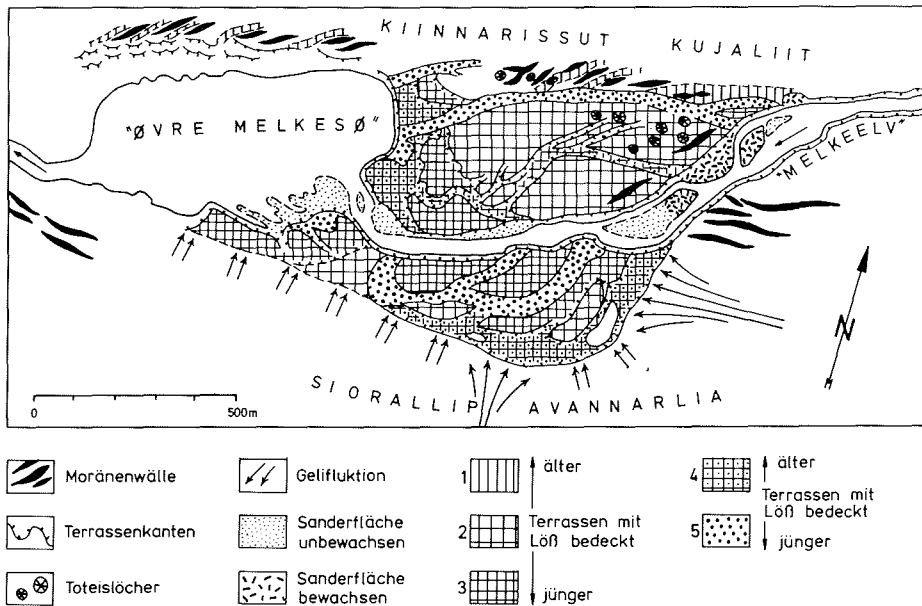 KIINNARISSUT KUJALIIT
"ØVRE MELKESØ"
"MELKEELV"
N
SIORALLIP AVANNARLIA
0 500m
Moränenwälle
Terrassenkanten
Toteislöcher
Gelifluktion
Sanderfläche
unbewachsen
Sanderfläche
bewachsen
1 älter
2 Terrassen mit
Löß bedeckt
3 jünger
4 älter
Terrassen mit
Löß bedeckt
5 jünger